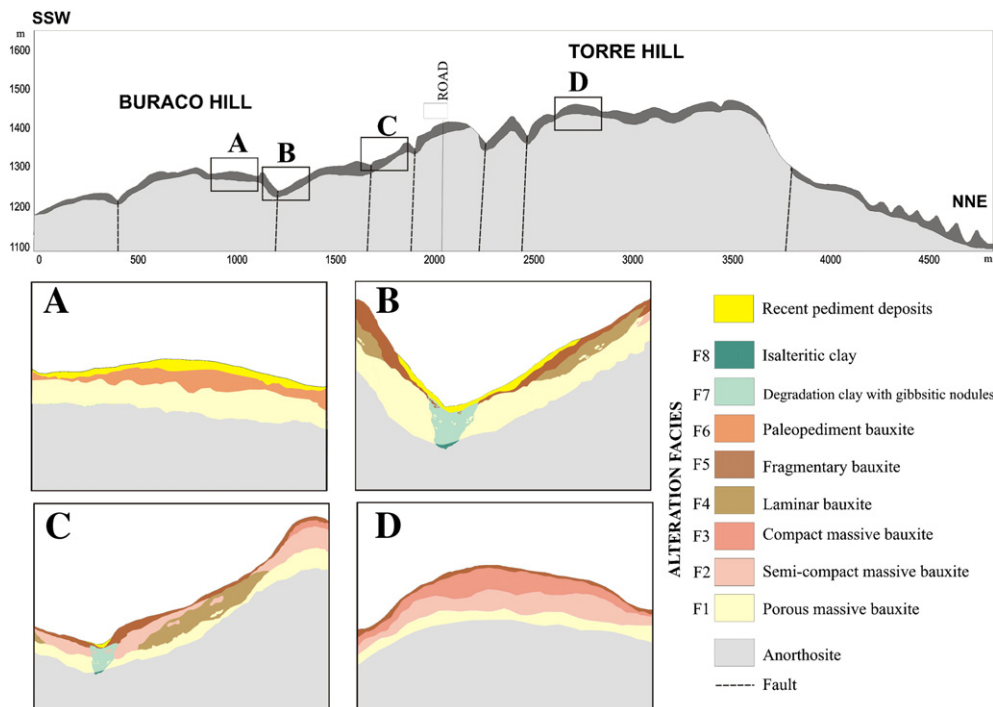 SSW
m
1600
1500
1400
1300
1200
1100
BURACO HILL
TORRE HILL
ROAD
A
B
C
D
NNE
0
500
1000
1500
2000
2500
3000
3500
4000
4500
m
A
B
C
D
Recent pediment deposits
F8 Isalteritic clay
F7 Degradation clay with gibbsitic nodules
F6 Paleopediment bauxite
F5 Fragmentary bauxite
F4 Laminar bauxite
F3 Compact massive bauxite
F2 Semi-compact massive bauxite
F1 Porous massive bauxite
ALTERATION FACIES
Anorthosite
Fault